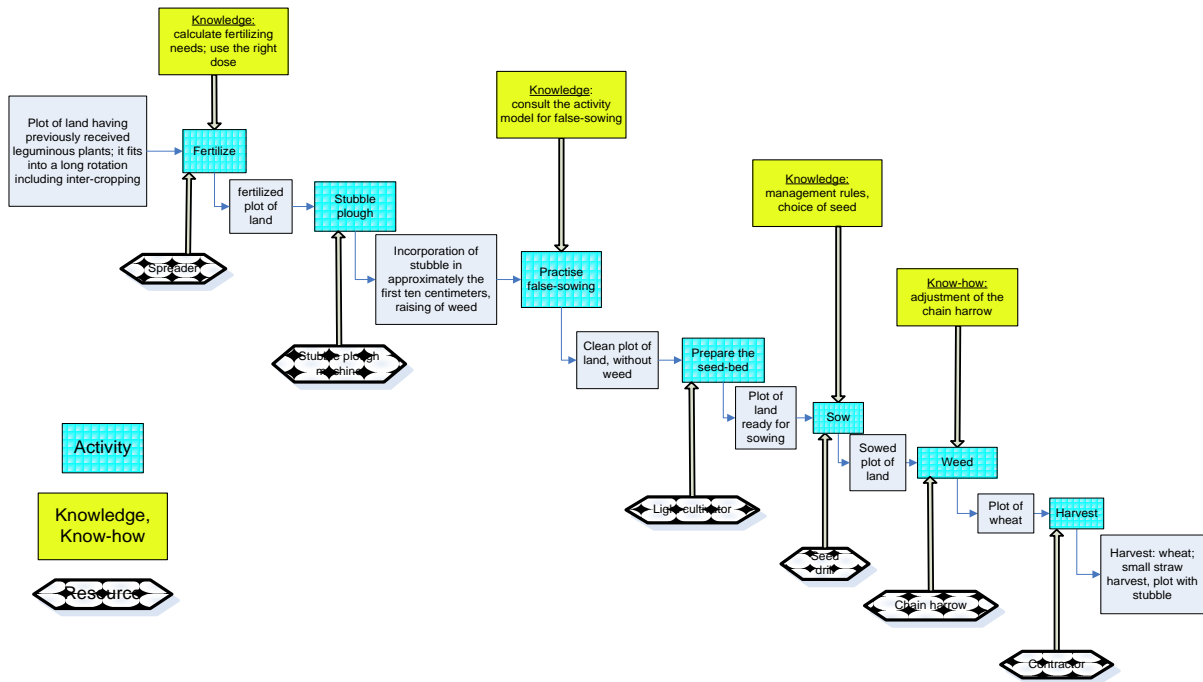 Knowledge:
calculate fertilizing
needs; use the right
dose
Plot of land having
previously received
leguminous plants; it fits
into a long rotation
including inter-cropping
Fertilize
fertilized
plot of
land
Spreader
Stubble
plough
Stubble plough
machine
Incorporation of
stubble in
approximately the
first ten centimeters,
raising of weed
Knowledge:
consult the activity
model for false-sowing
Practise
false-sowing
Clean plot of
land, without
weed
Prepare the
seed-bed
Light cultivator
Plot of
land
ready for
sowing
Knowledge:
management rules,
choice of seed
Sow
Seed
drill
Sowed
plot of
land
Know-how:
adjustment of the
chain harrow
Weed
Chain harrow
Plot of
wheat
Harvest
Contractor
Harvest: wheat;
small straw
harvest, plot with
stubble
Activity
Knowledge,
Know-how
Resource